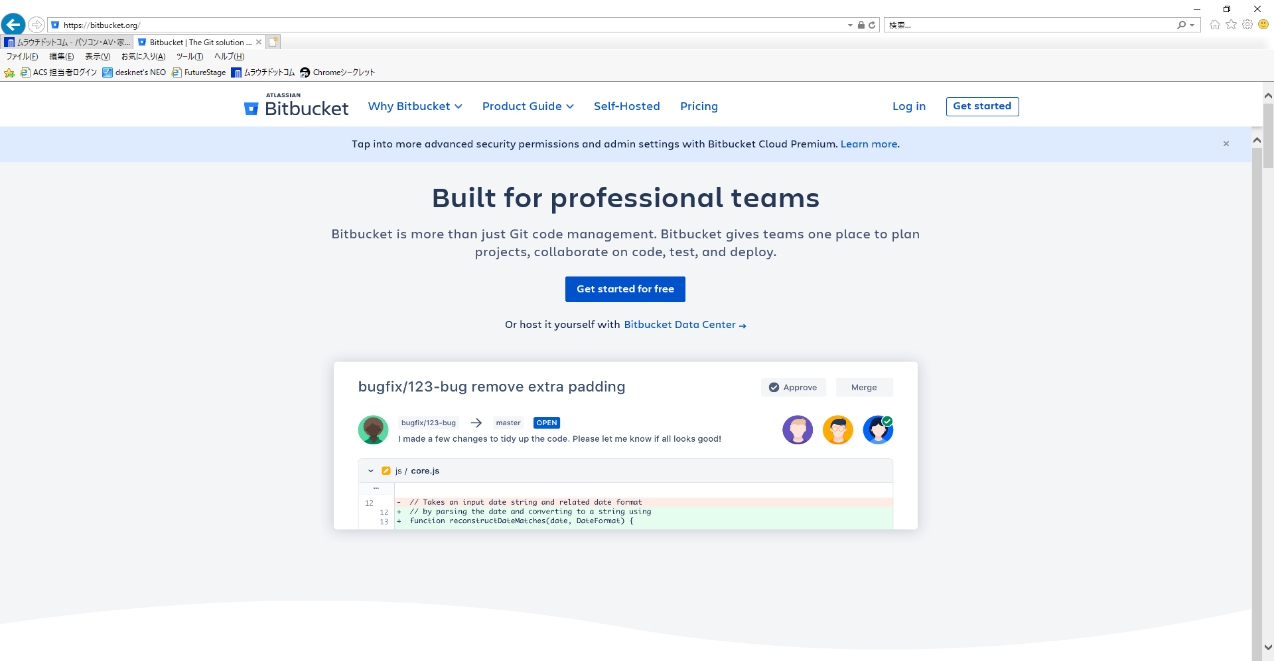 https://bitbucket.org/
検索...
ムラウチドットコム - パソコン・AV・家...
Bitbucket | The Git solution ...
ファイル(F) 編集(E) 表示(V) お気に入り(A) ツール(T) ヘルプ(H)
ACS 担当者ログイン desknet's NEO FutureStage ムラウチドットコム Chromeシークレット
ATLASSIAN
Bitbucket
Why Bitbucket Product Guide Self-Hosted Pricing Log in Get started
Tap into more advanced security permissions and admin settings with Bitbucket Cloud Premium. Learn more.
Built for professional teams
Bitbucket is more than just Git code management. Bitbucket gives teams one place to plan
projects, collaborate on code, test, and deploy.
Get started for free
Or host it yourself with Bitbucket Data Center →
bugfix/123-bug remove extra padding
Approve Merge
bugfix/123-bug → master OPEN
I made a few changes to tidy up the code. Please let me know if all looks good!
js / core.js
...
12 - // Takes an input date string and related date format
12 + // by parsing the date and converting to a string using
13 + function reconstructDateMatches(date, DateFormat) {